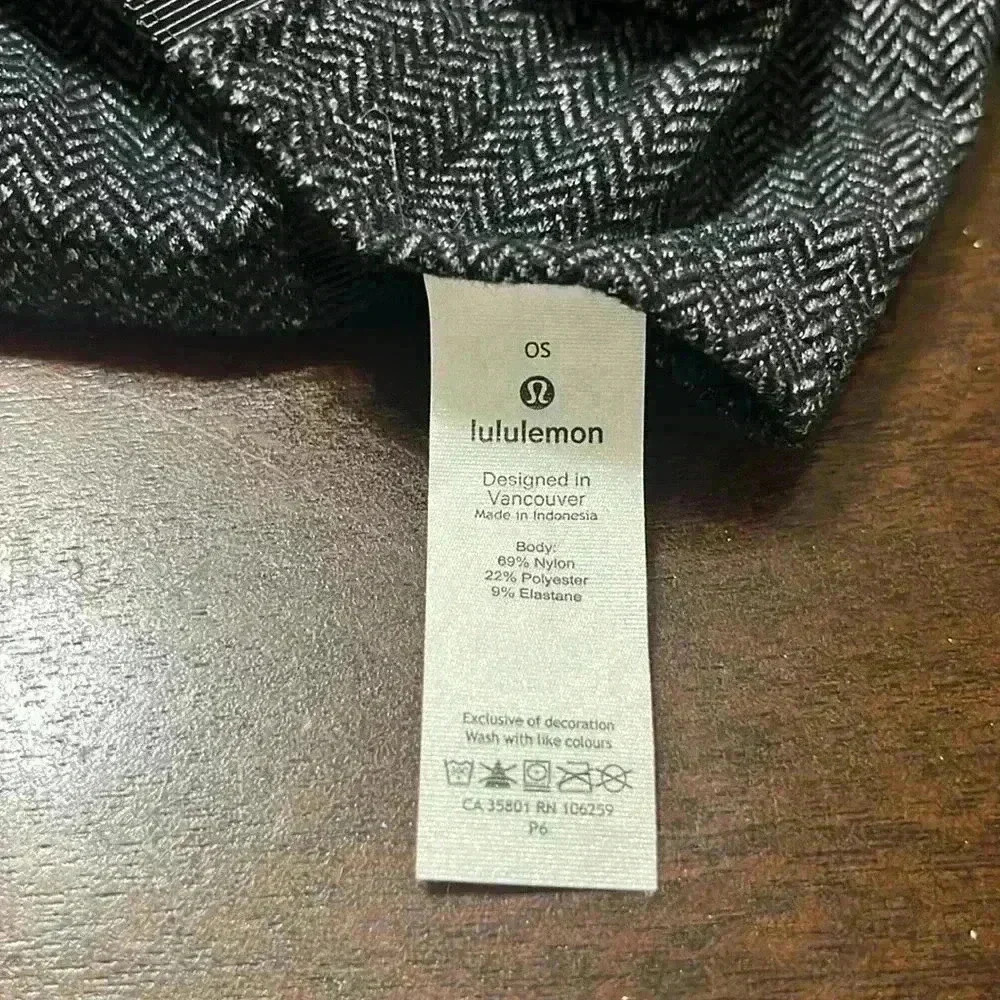 OS
lululemon
Designed in
Vancouver
Made in Indonesia
Body:
69% Nylon
22% Polyester
9% Elastane
Exclusive of decoration
Wash with like colours
CA 35801 RN 106259
P6